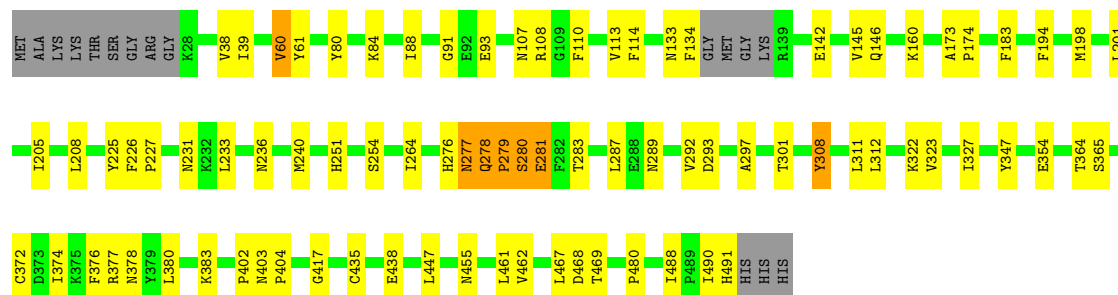 MET ALA LYS LYS THR SER GLY ARG GLY K28 V38 I39 V60 Y61 Y80 K84 I88 G91 E92 E93 N107 R108 G109 F110 V113 F114 N133 F134 GLY MET GLY LYS R139 E142 V145 Q146 K160 A173 P174 F183 F194 M198 L201
I205 L208 Y225 F226 P227 N231 K232 L233 N236 M240 H251 S254 I264 H276 N277 Q278 P279 S280 E281 F282 T283 L287 E288 N289 V292 D293 A297 T301 Y308 L311 L312 K322 V323 I327 Y347 E354 T364 S365
C372 D373 I374 K375 F376 R377 N378 Y379 L380 K383 P402 N403 P404 G417 C435 E438 L447 N455 L461 V462 L467 D468 T469 P480 I488 P489 I490 H491 HIS HIS HIS